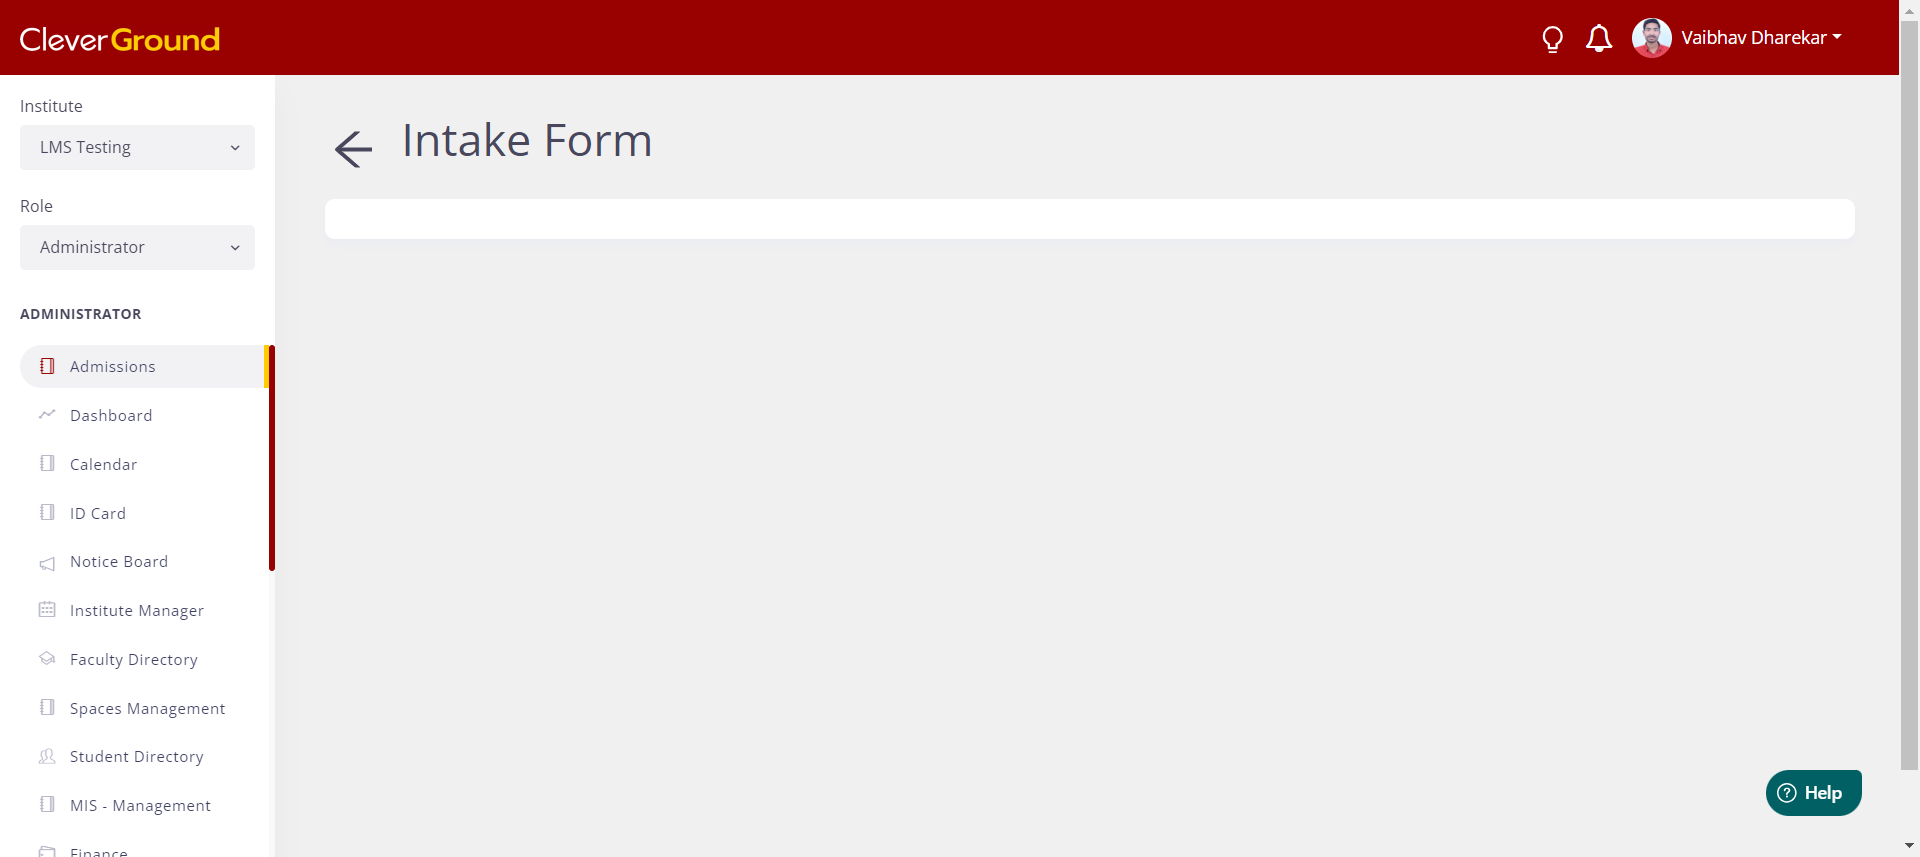 CleverGround
Vaibhav Dharekar
Institute
LMS Testing
Role
Administrator
ADMINISTRATOR
Admissions
Dashboard
Calendar
ID Card
Notice Board
Institute Manager
Faculty Directory
Spaces Management
Student Directory
MIS - Management
Finance
Intake Form
Help